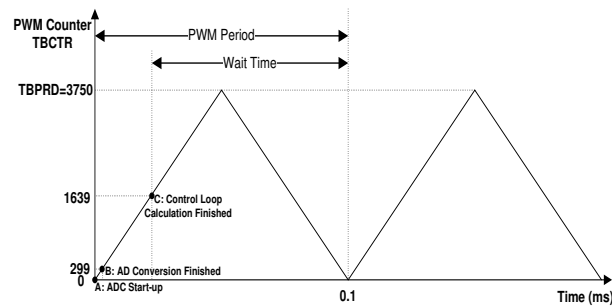 PWM Counter
TBCTR
PWM Period
Wait Time
TBPRD=3750
1639
C: Control Loop
Calculation Finished
299
B: AD Conversion Finished
0
A: ADC Start-up
0.1
Time (ms)